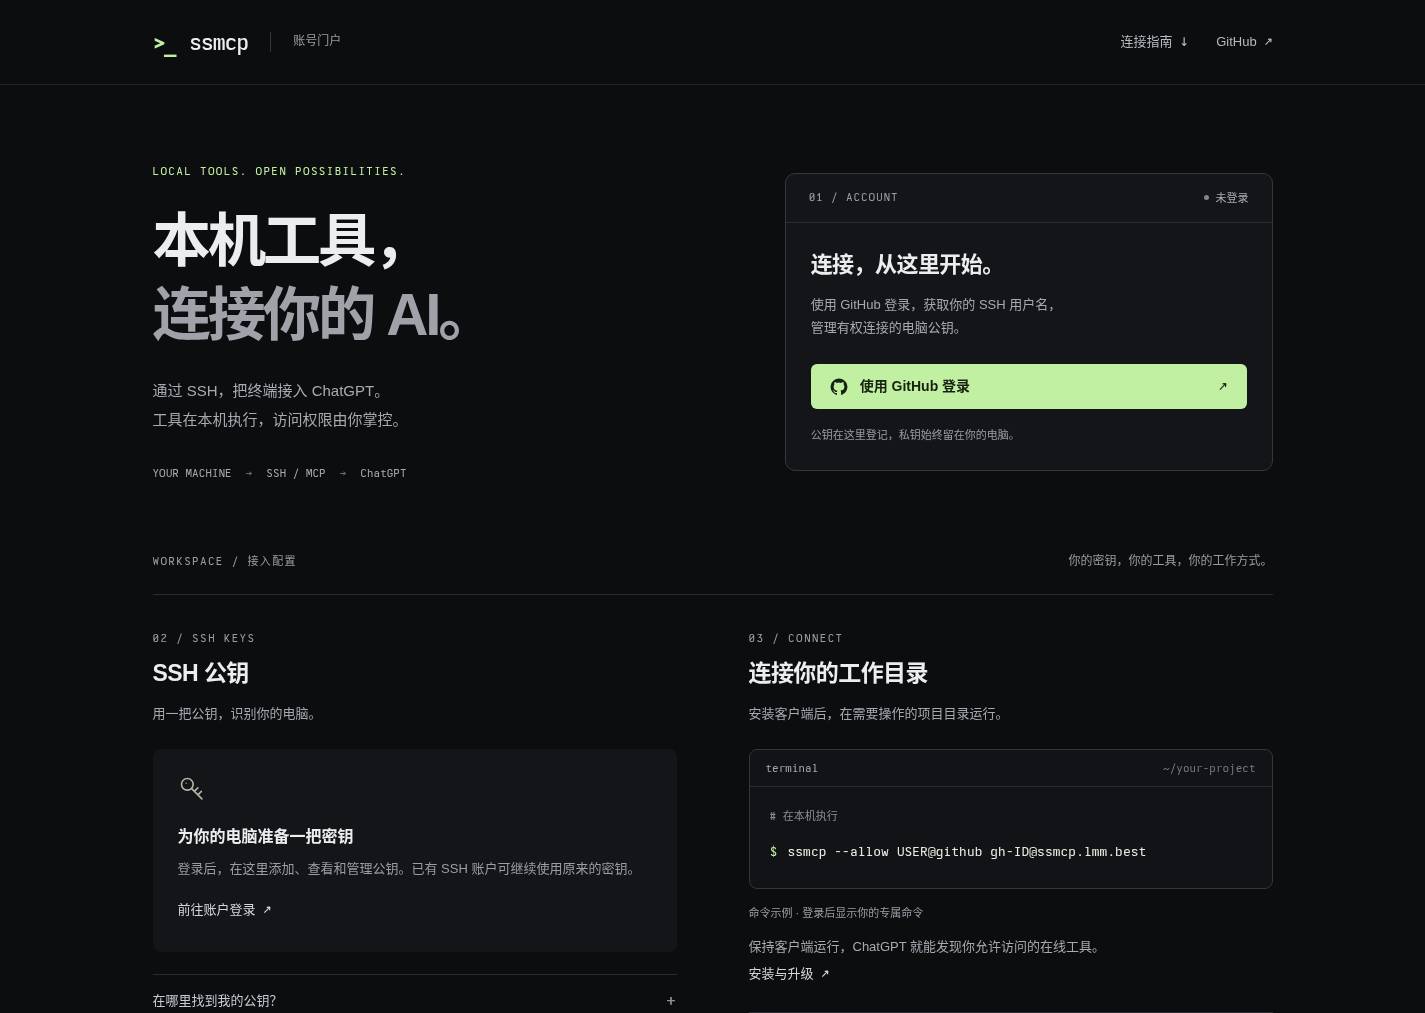 >_ ssmcp
账号门户
连接指南 ↓
GitHub ↗
LOCAL TOOLS. OPEN POSSIBILITIES.
本机工具，
连接你的 AI。
通过 SSH，把终端接入 ChatGPT。
工具在本机执行，访问权限由你掌控。
YOUR MACHINE → SSH / MCP → ChatGPT
01 / ACCOUNT
未登录
连接，从这里开始。
使用 GitHub 登录，获取你的 SSH 用户名，
管理有权连接的电脑公钥。
使用 GitHub 登录 ↗
公钥在这里登记，私钥始终留在你的电脑。
WORKSPACE / 接入配置
你的密钥，你的工具，你的工作方式。
02 / SSH KEYS
SSH 公钥
用一把公钥，识别你的电脑。
为你的电脑准备一把密钥
登录后，在这里添加、查看和管理公钥。已有 SSH 账户可继续使用原来的密钥。
前往账户登录 ↗
在哪里找到我的公钥？ +
03 / CONNECT
连接你的工作目录
安装客户端后，在需要操作的项目目录运行。
terminal
~/your-project
# 在本机执行
$ ssmcp --allow USER@github gh-ID@ssmcp.lmm.best
命令示例 · 登录后显示你的专属命令
保持客户端运行，ChatGPT 就能发现你允许访问的在线工具。
安装与升级 ↗